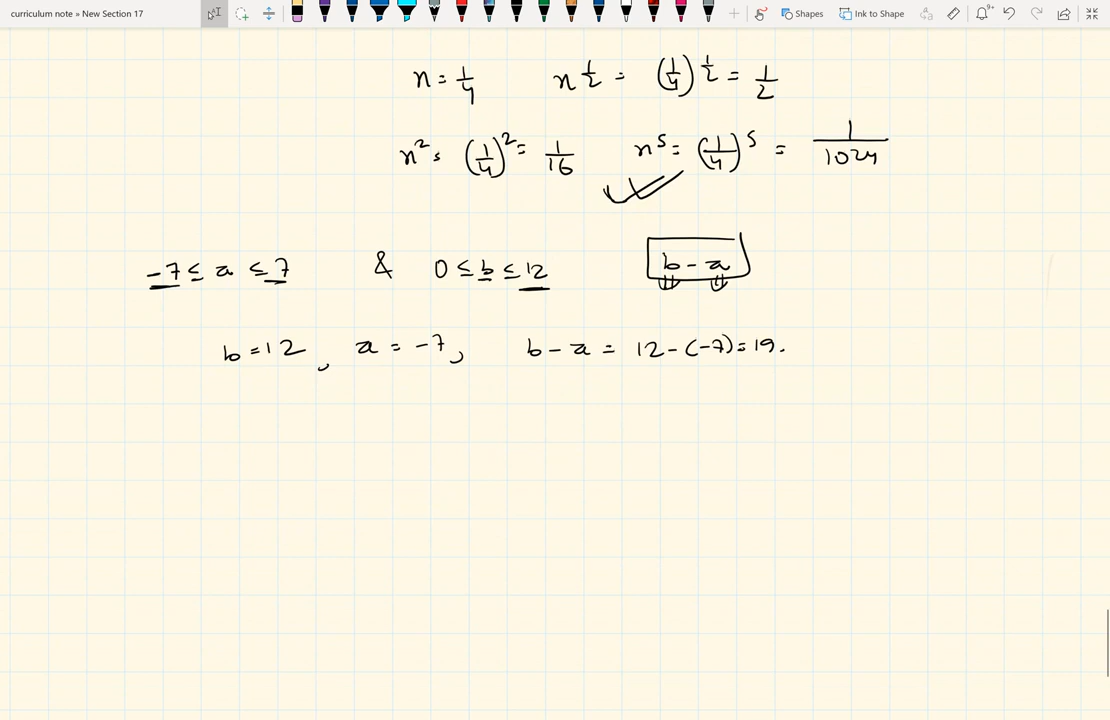 curriculum note » New Section 17
Shapes Ink to Shape 9+
n = 1/4 n^1/2 = (1/4)^1/2 = 1/2
n^2 = (1/4)^2 = 1/16 n^5 = (1/4)^5 = 1/1024
-7 ≤ a ≤ 7 & 0 ≤ b ≤ 12 b - a
b = 12 , a = -7, b - a = 12 - (-7) = 19.